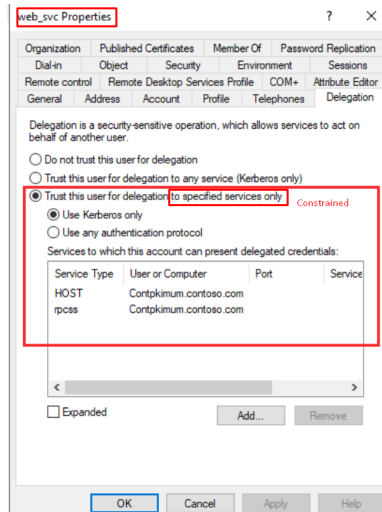 web_svc Properties
? ×
Organization Published Certificates Member Of Password Replication
Dial-in Object Security Environment Sessions
Remote control Remote Desktop Services Profile COM+ Attribute Editor
General Address Account Profile Telephones Delegation
Delegation is a security-sensitive operation, which allows services to act on
behalf of another user.
Do not trust this user for delegation
Trust this user for delegation to any service (Kerberos only)
Trust this user for delegation to specified services only
Constrained
Use Kerberos only
Use any authentication protocol
Services to which this account can present delegated credentials:
Service Type User or Computer Port Service
HOST Contpkimum.contoso.com
rpcss Contpkimum.contoso.com
Expanded Add... Remove
OK Cancel Apply Help